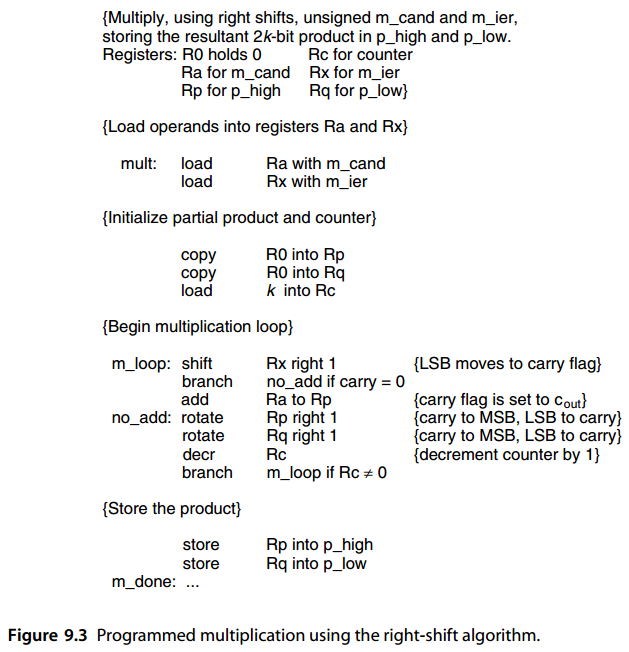 {Multiply, using right shifts, unsigned m_cand and m_ier,
storing the resultant 2k-bit product in p_high and p_low.
Registers: R0 holds 0 Rc for counter
Ra for m_cand Rx for m_ier
Rp for p_high Rq for p_low}
{Load operands into registers Ra and Rx}
mult: load Ra with m_cand
load Rx with m_ier
{Initialize partial product and counter}
copy R0 into Rp
copy R0 into Rq
load k into Rc
{Begin multiplication loop}
m_loop: shift Rx right 1 {LSB moves to carry flag}
branch no_add if carry = 0
add Ra to Rp {carry flag is set to cout}
no_add: rotate Rp right 1 {carry to MSB, LSB to carry}
rotate Rq right 1 {carry to MSB, LSB to carry}
decr Rc {decrement counter by 1}
branch m_loop if Rc ≠ 0
{Store the product}
store Rp into p_high
store Rq into p_low
m_done: ...
Figure 9.3 Programmed multiplication using the right-shift algorithm.